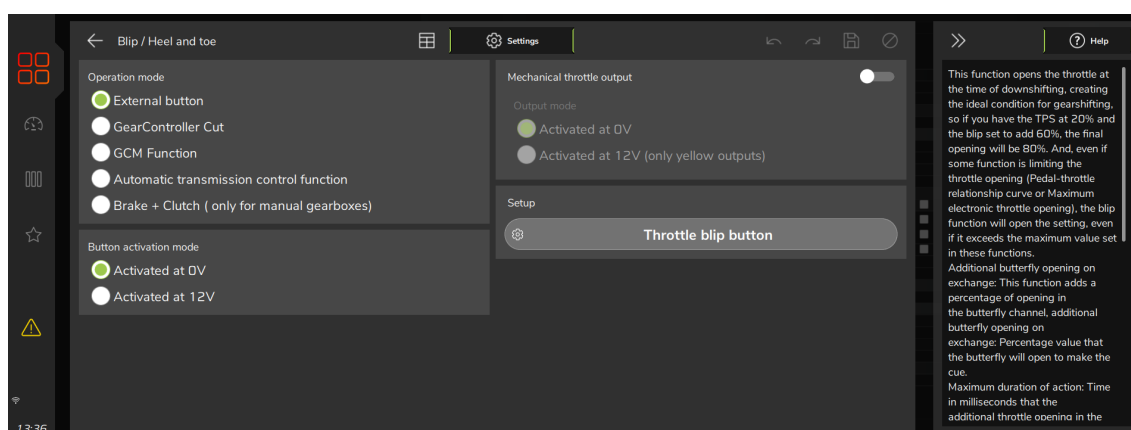 Blip / Heel and toe
Settings
Operation mode
External button
GearController Cut
GCM Function
Automatic transmission control function
Brake + Clutch ( only for manual gearboxes)
Button activation mode
Activated at 0V
Activated at 12V
Mechanical throttle output
Output mode
Activated at 0V
Activated at 12V (only yellow outputs)
Setup
Throttle blip button
Help
This function opens the throttle at
the time of downshifting, creating
the ideal condition for gearshifting,
so if you have the TPS at 20% and
the blip set to add 60%, the final
opening will be 80%. And, even if
some function is limiting the
throttle opening (Pedal-throttle
relationship curve or Maximum
electronic throttle opening), the blip
function will open the setting, even
if it exceeds the maximum value set
in these functions.
Additional butterfly opening on
exchange: This function adds a
percentage of opening in
the butterfly channel, additional
butterfly opening on
exchange: Percentage value that
the butterfly will open to make the
cue.
Maximum duration of action: Time
in milliseconds that the
additional throttle opening in the
13:36